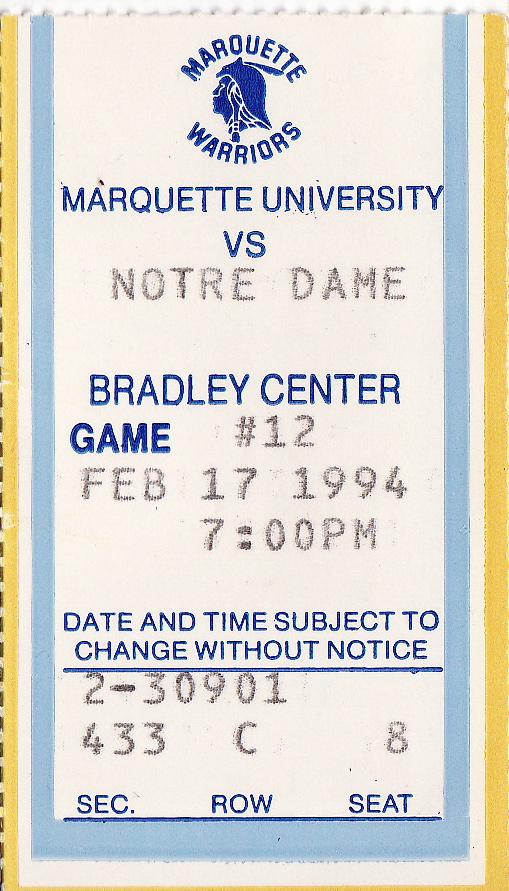 MARQUETTE
WARRIORS
MARQUETTE UNIVERSITY
VS
NOTRE DAME
BRADLEY CENTER
GAME #12
FEB 17 1994
7:00PM
DATE AND TIME SUBJECT TO
CHANGE WITHOUT NOTICE
2-30901
433 C 8
SEC. ROW SEAT